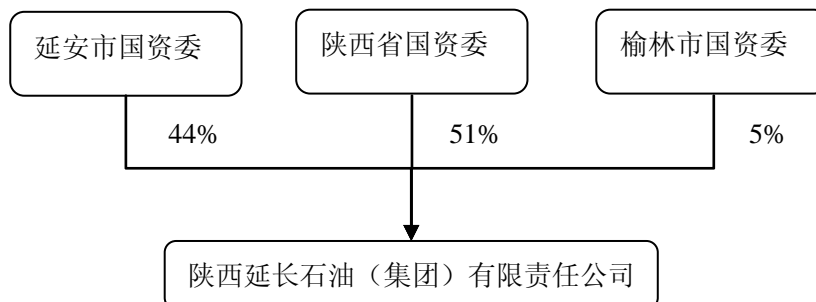 延安市国资委
陕西省国资委
榆林市国资委
44%
51%
5%
陕西延长石油（集团）有限责任公司